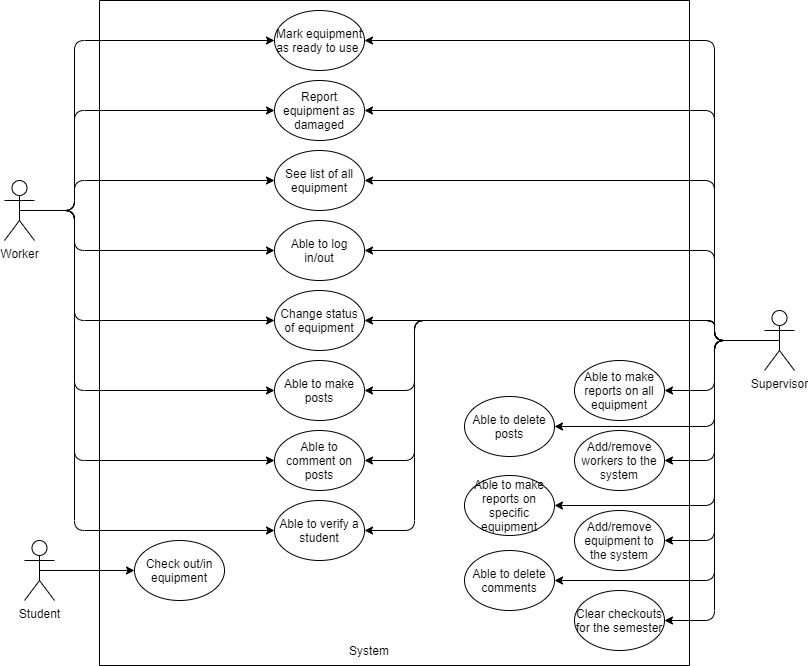 Mark equipment
as ready to use
Report
equipment as
damaged
See list of all
equipment
Able to log
in/out
Worker
Change status
of equipment
Able to make
posts
Able to
comment on
posts
Able to verify a
student
Supervisor
Able to make
reports on all
equipment
Able to delete
posts
Add/remove
workers to the
system
Able to make
reports on
specific
equipment
Add/remove
equipment to
the system
Able to delete
comments
Clear checkouts
for the semester
Check out/in
equipment
Student
System